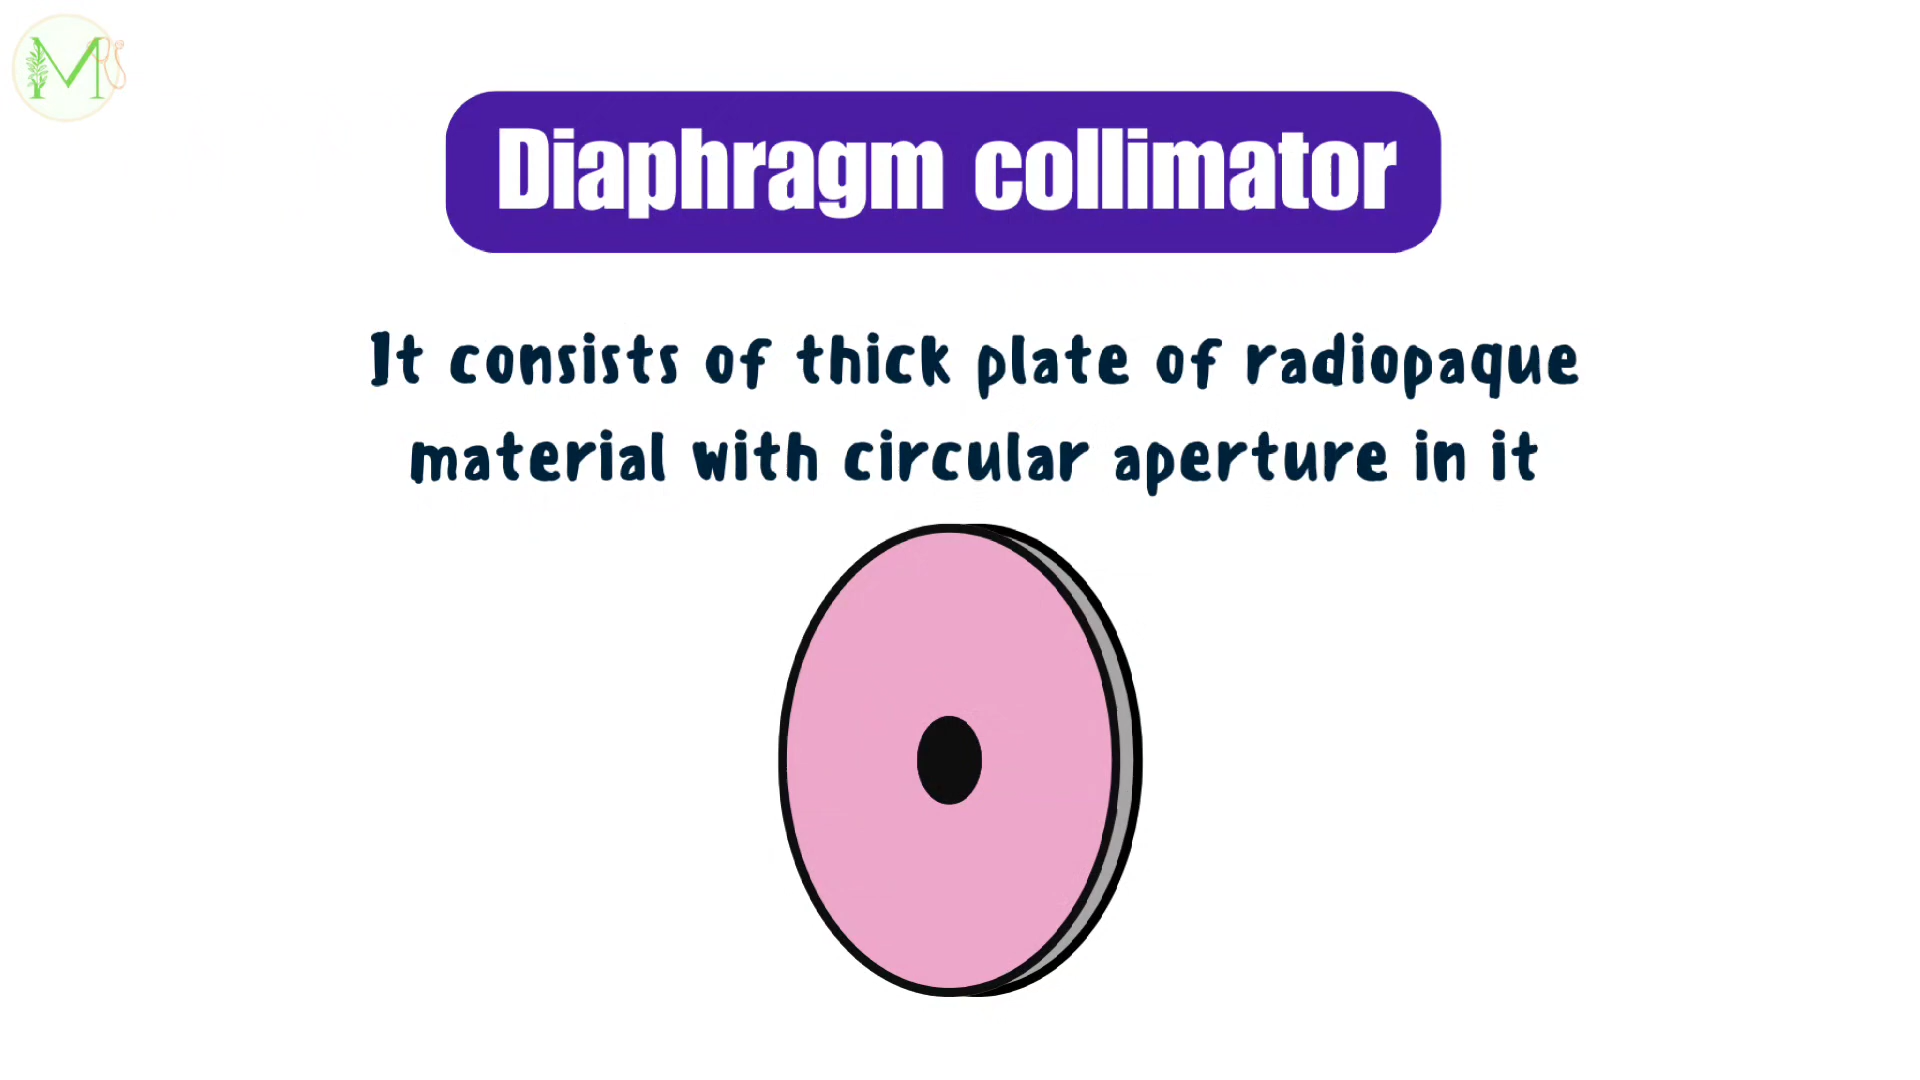 M
Diaphragm collimator
It consists of thick plate of radiopaque
material with circular aperture in it